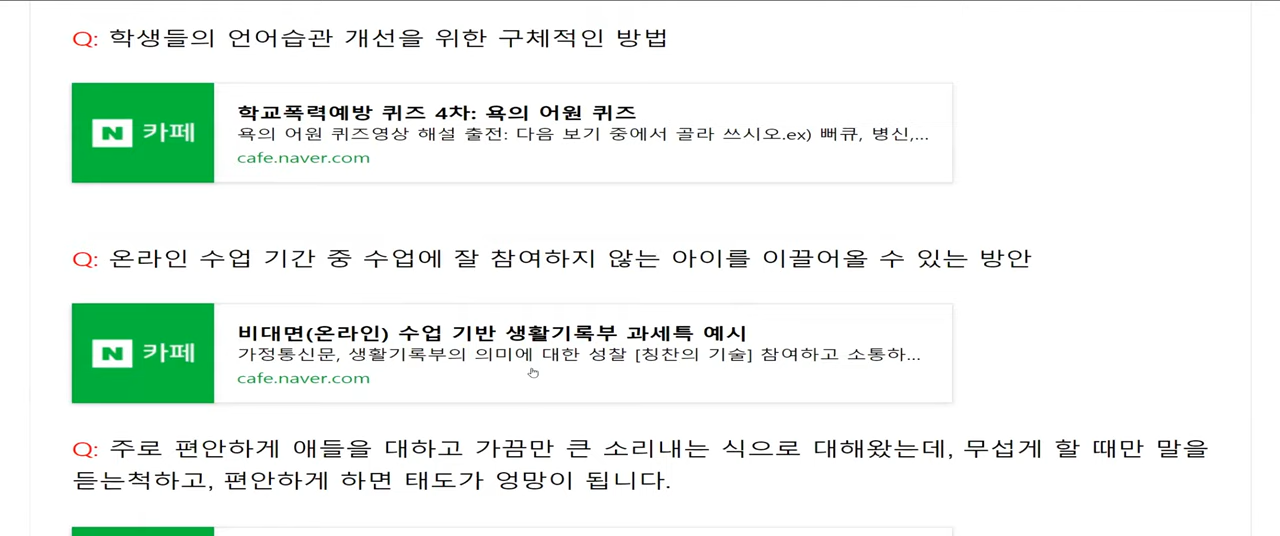 Q: 학생들의 언어습관 개선을 위한 구체적인 방법
N 카페
학교폭력예방 퀴즈 4차: 욕의 어원 퀴즈
욕의 어원 퀴즈영상 해설 출전: 다음 보기 중에서 골라 쓰시오.ex) 뻐큐, 병신,...
cafe.naver.com
Q: 온라인 수업 기간 중 수업에 잘 참여하지 않는 아이를 이끌어올 수 있는 방안
N 카페
비대면(온라인) 수업 기반 생활기록부 과세특 예시
가정통신문, 생활기록부의 의미에 대한 성찰 [칭찬의 기술] 참여하고 소통하...
cafe.naver.com
Q: 주로 편안하게 애들을 대하고 가끔만 큰 소리내는 식으로 대해왔는데, 무섭게 할 때만 말을
듣는척하고, 편안하게 하면 태도가 엉망이 됩니다.